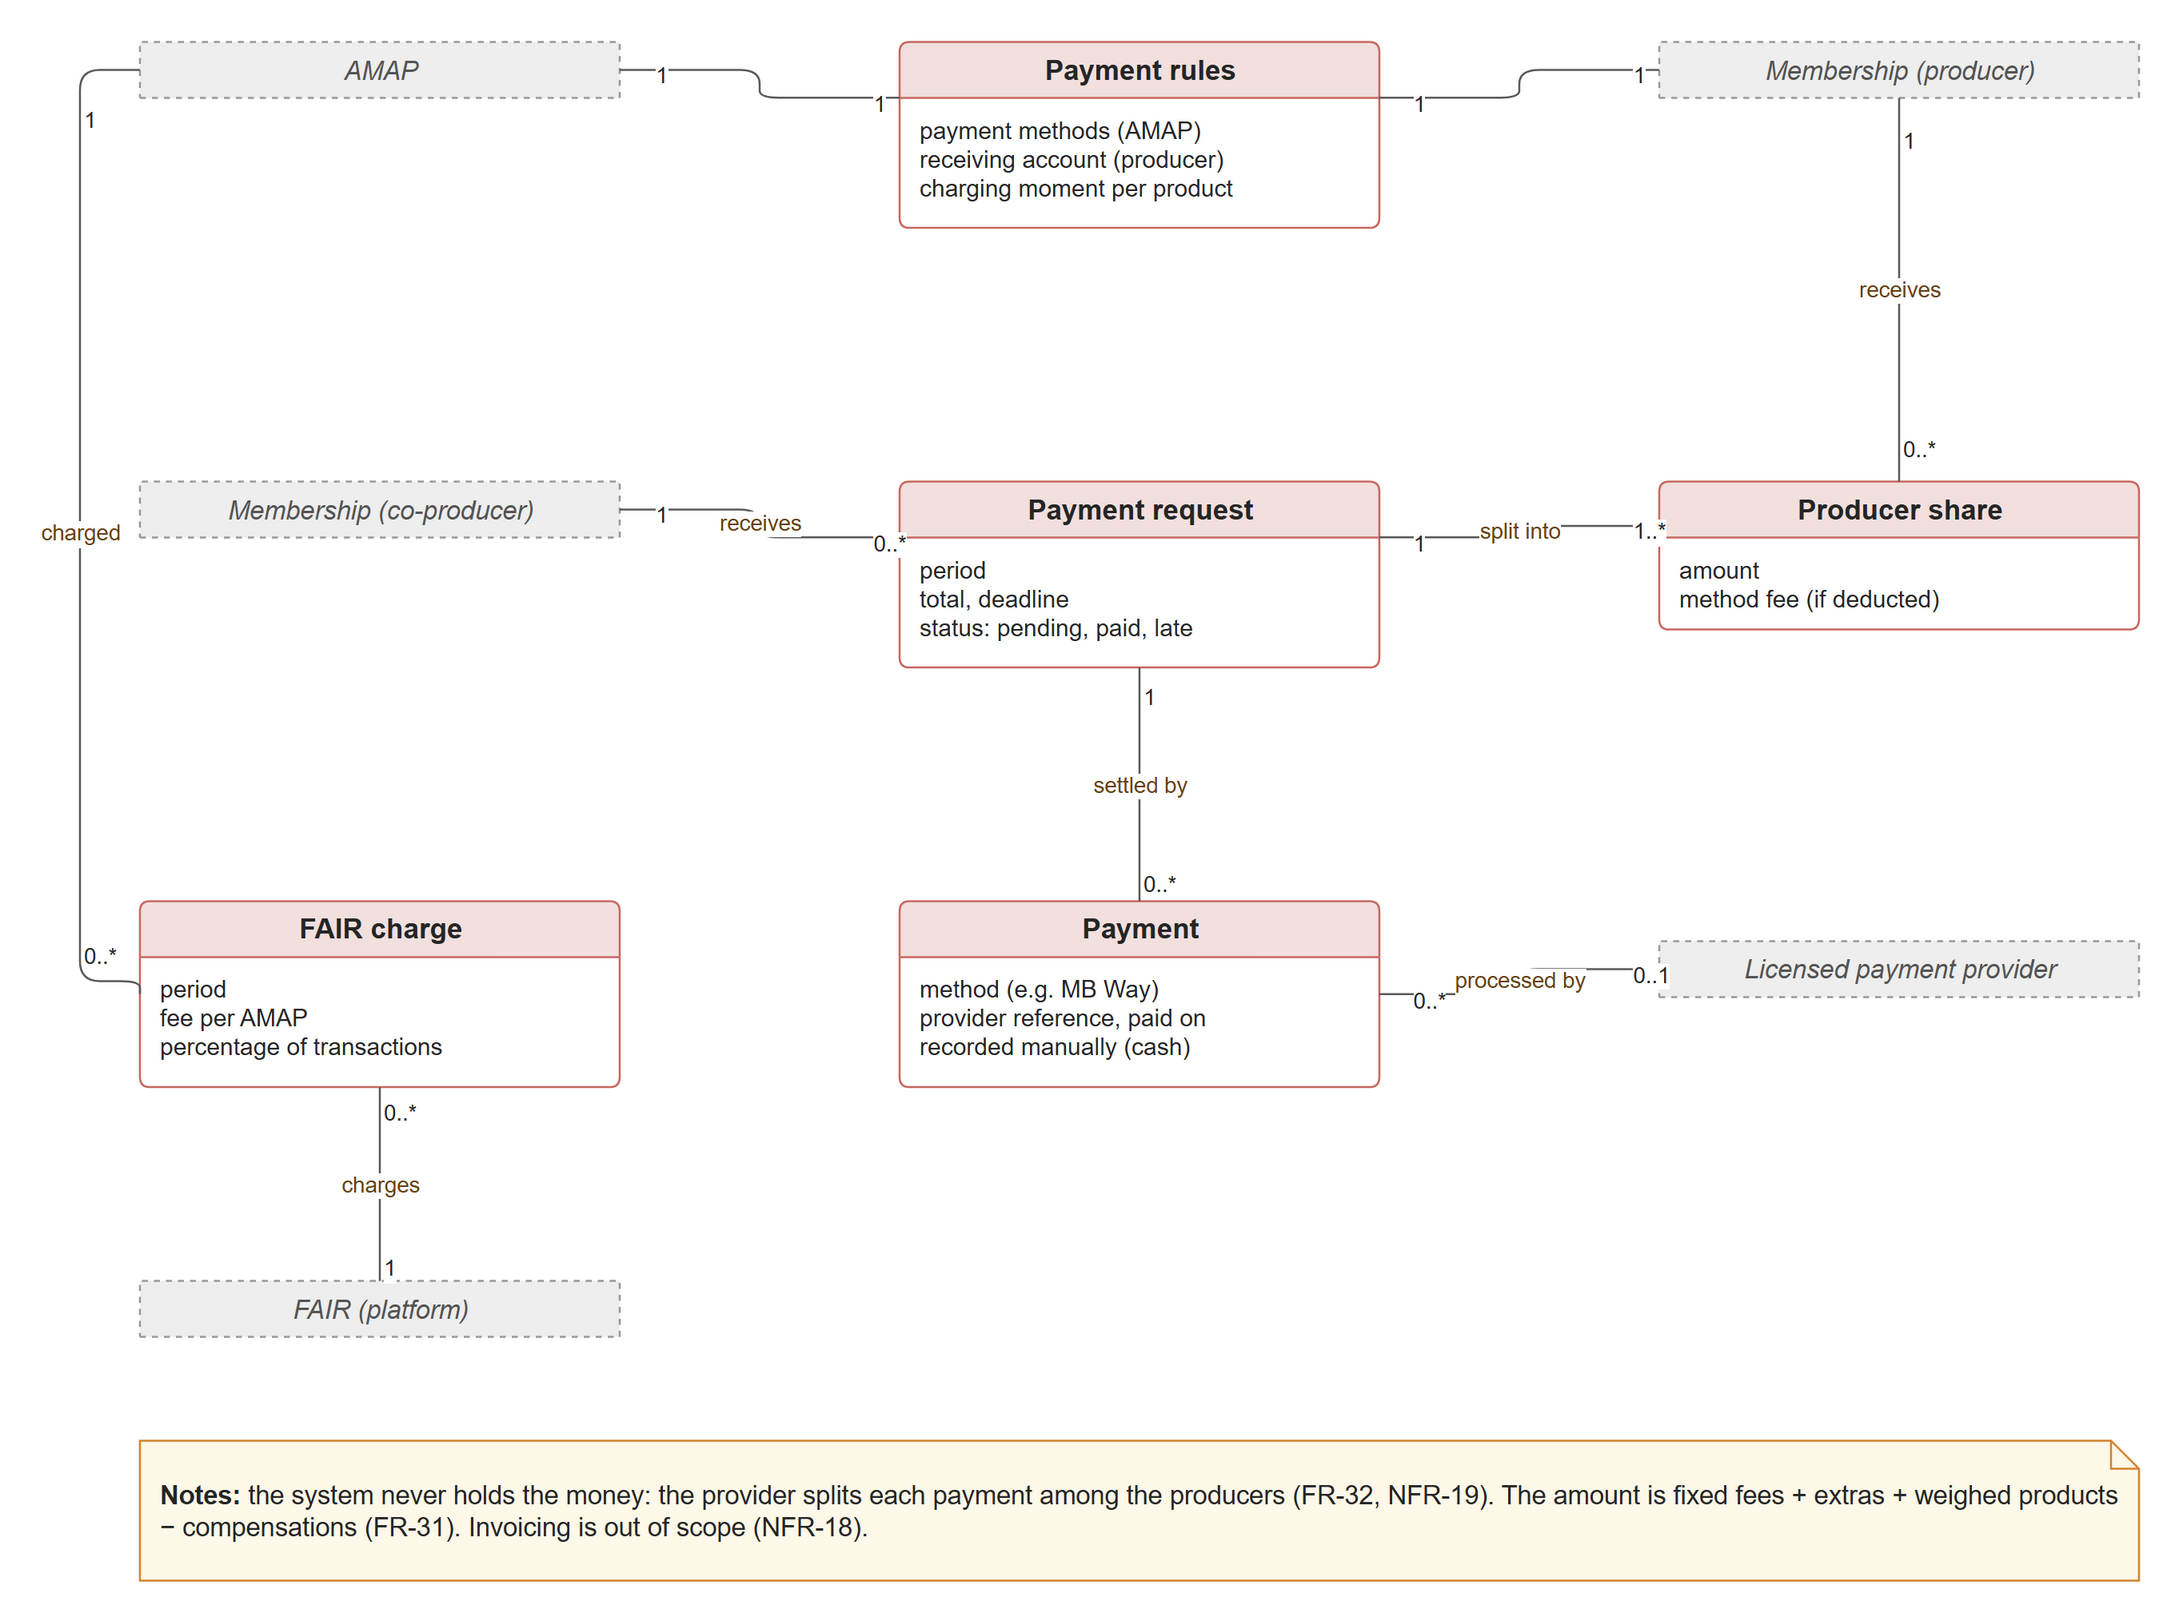 AMAP
1
1
Payment rules
payment methods (AMAP)
receiving account (producer)
charging moment per product
1
1
Membership (producer)
1
receives
0..*
1
charged
0..*
Membership (co-producer)
1
receives
0..*
Payment request
period
total, deadline
status: pending, paid, late
1
split into
1..*
Producer share
amount
method fee (if deducted)
1
settled by
0..*
FAIR charge
period
fee per AMAP
percentage of transactions
Payment
method (e.g. MB Way)
provider reference, paid on
recorded manually (cash)
0..*
processed by
0..1
Licensed payment provider
0..*
charges
1
FAIR (platform)
Notes: the system never holds the money: the provider splits each payment among the producers (FR-32, NFR-19). The amount is fixed fees + extras + weighed products
− compensations (FR-31). Invoicing is out of scope (NFR-18).